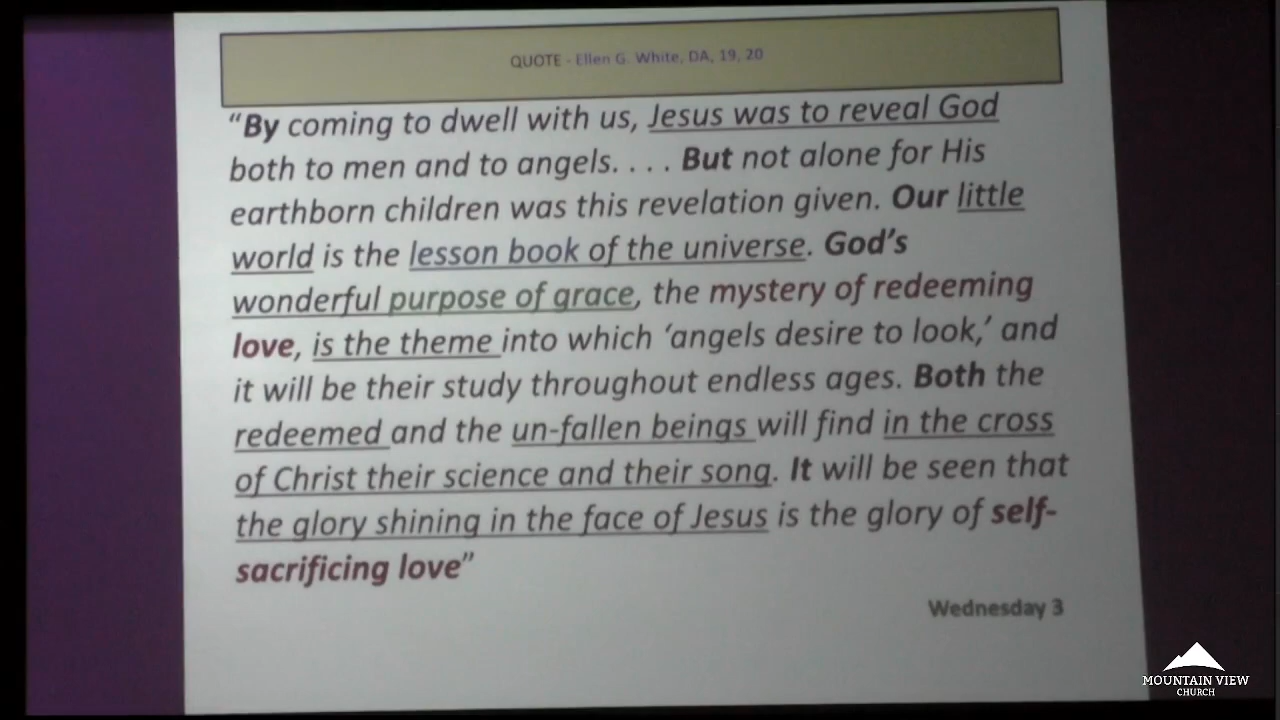 QUOTE - Ellen G. White, DA, 19, 20
“By coming to dwell with us, Jesus was to reveal God
both to men and to angels. . . . But not alone for His
earthborn children was this revelation given. Our little
world is the lesson book of the universe. God’s
wonderful purpose of grace, the mystery of redeeming
love, is the theme into which ‘angels desire to look,’ and
it will be their study throughout endless ages. Both the
redeemed and the un-fallen beings will find in the cross
of Christ their science and their song. It will be seen that
the glory shining in the face of Jesus is the glory of self-
sacrificing love”
Wednesday 3
MOUNTAIN VIEW
CHURCH